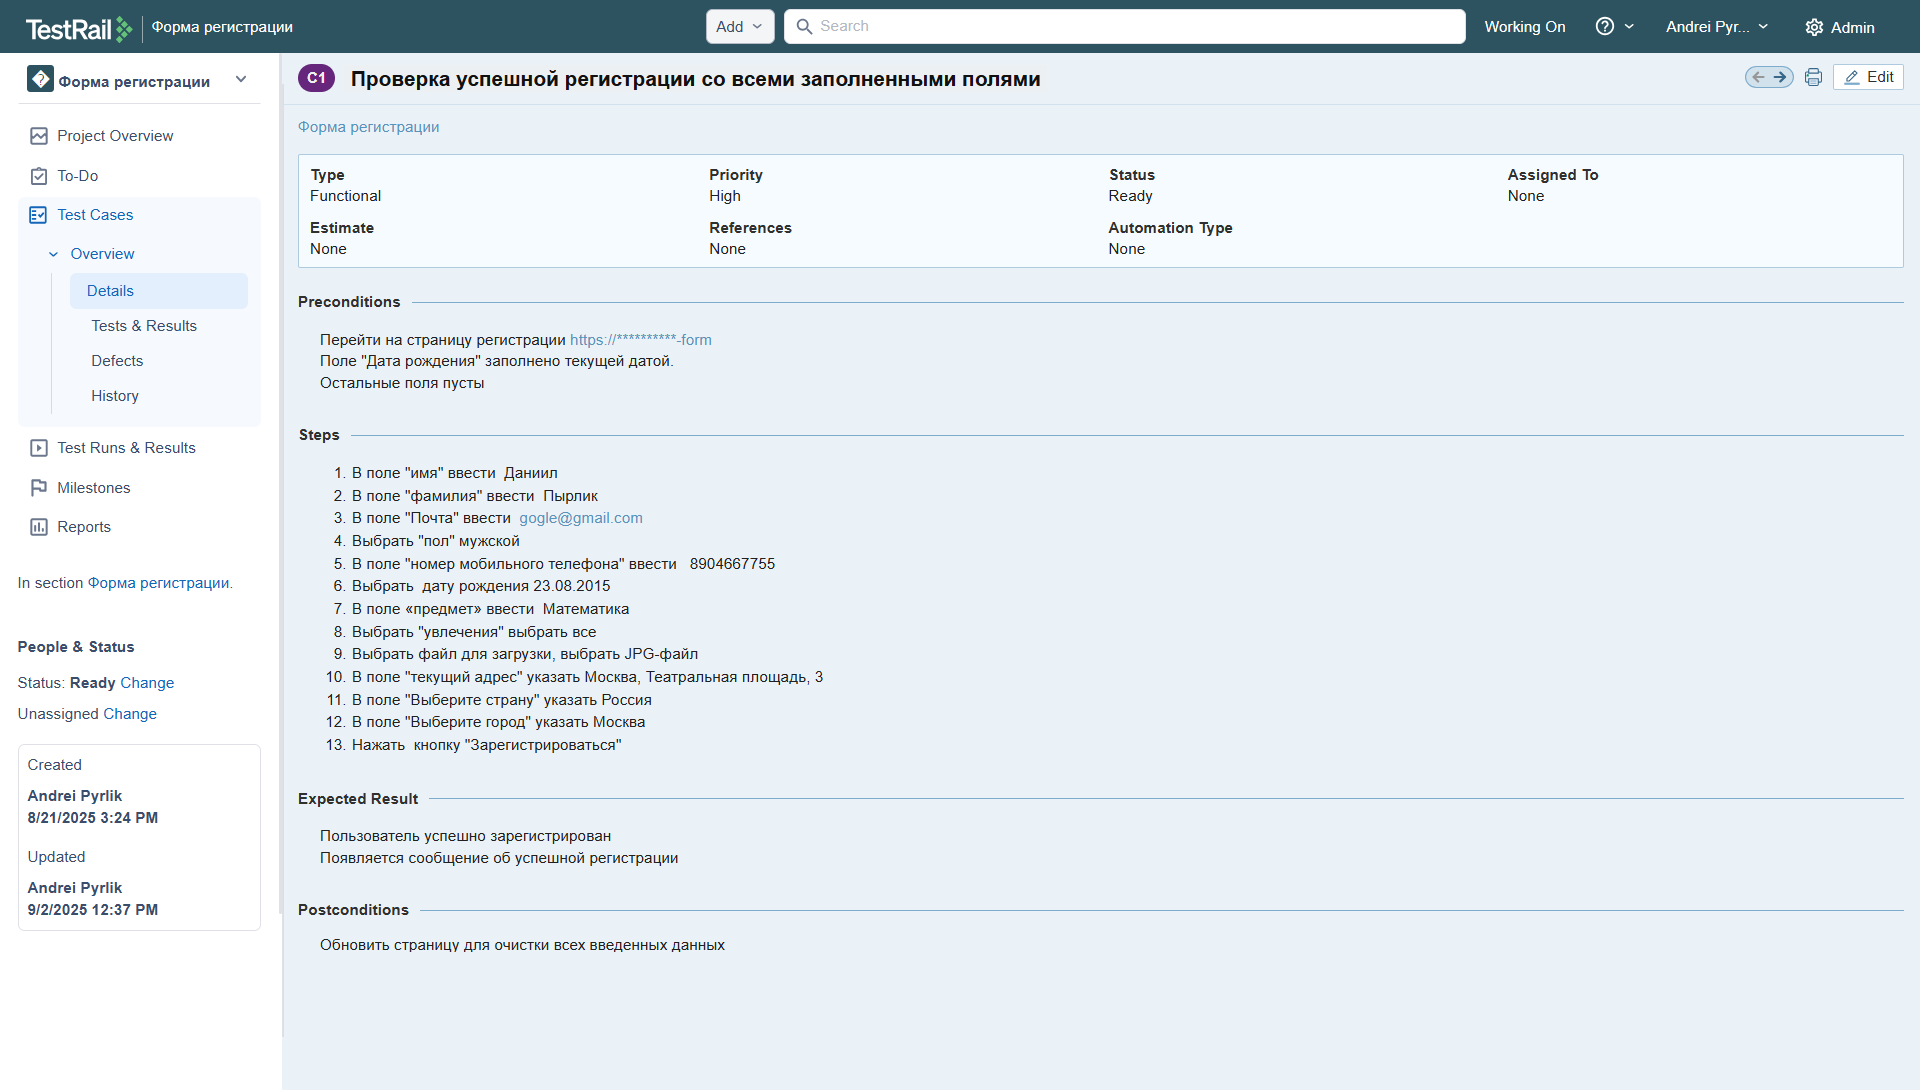 TestRail
Форма регистрации
Add
Search
Working On
Andrei Pyr...
Admin
Форма регистрации
Project Overview
To-Do
Test Cases
Overview
Details
Tests & Results
Defects
History
Test Runs & Results
Milestones
Reports
In section Форма регистрации.
People & Status
Status: Ready Change
Unassigned Change
Created
Andrei Pyrlik
8/21/2025 3:24 PM
Updated
Andrei Pyrlik
9/2/2025 12:37 PM
C1
Проверка успешной регистрации со всеми заполненными полями
Edit
Форма регистрации
Type
Functional
Priority
High
Status
Ready
Assigned To
None
Estimate
None
References
None
Automation Type
None
Preconditions
Перейти на страницу регистрации https://**********-form
Поле "Дата рождения" заполнено текущей датой.
Остальные поля пусты
Steps
1. В поле "имя" ввести  Даниил
2. В поле "фамилия" ввести  Пырлик
3. В поле "Почта" ввести  gogle@gmail.com
4. Выбрать "пол" мужской
5. В поле "номер мобильного телефона" ввести   8904667755
6. Выбрать  дату рождения 23.08.2015
7. В поле «предмет» ввести  Математика
8. Выбрать "увлечения" выбрать все
9. Выбрать файл для загрузки, выбрать JPG-файл
10. В поле "текущий адрес" указать Москва, Театральная площадь, 3
11. В поле "Выберите страну" указать Россия
12. В поле "Выберите город" указать Москва
13. Нажать  кнопку "Зарегистрироваться"
Expected Result
Пользователь успешно зарегистрирован
Появляется сообщение об успешной регистрации
Postconditions
Обновить страницу для очистки всех введенных данных